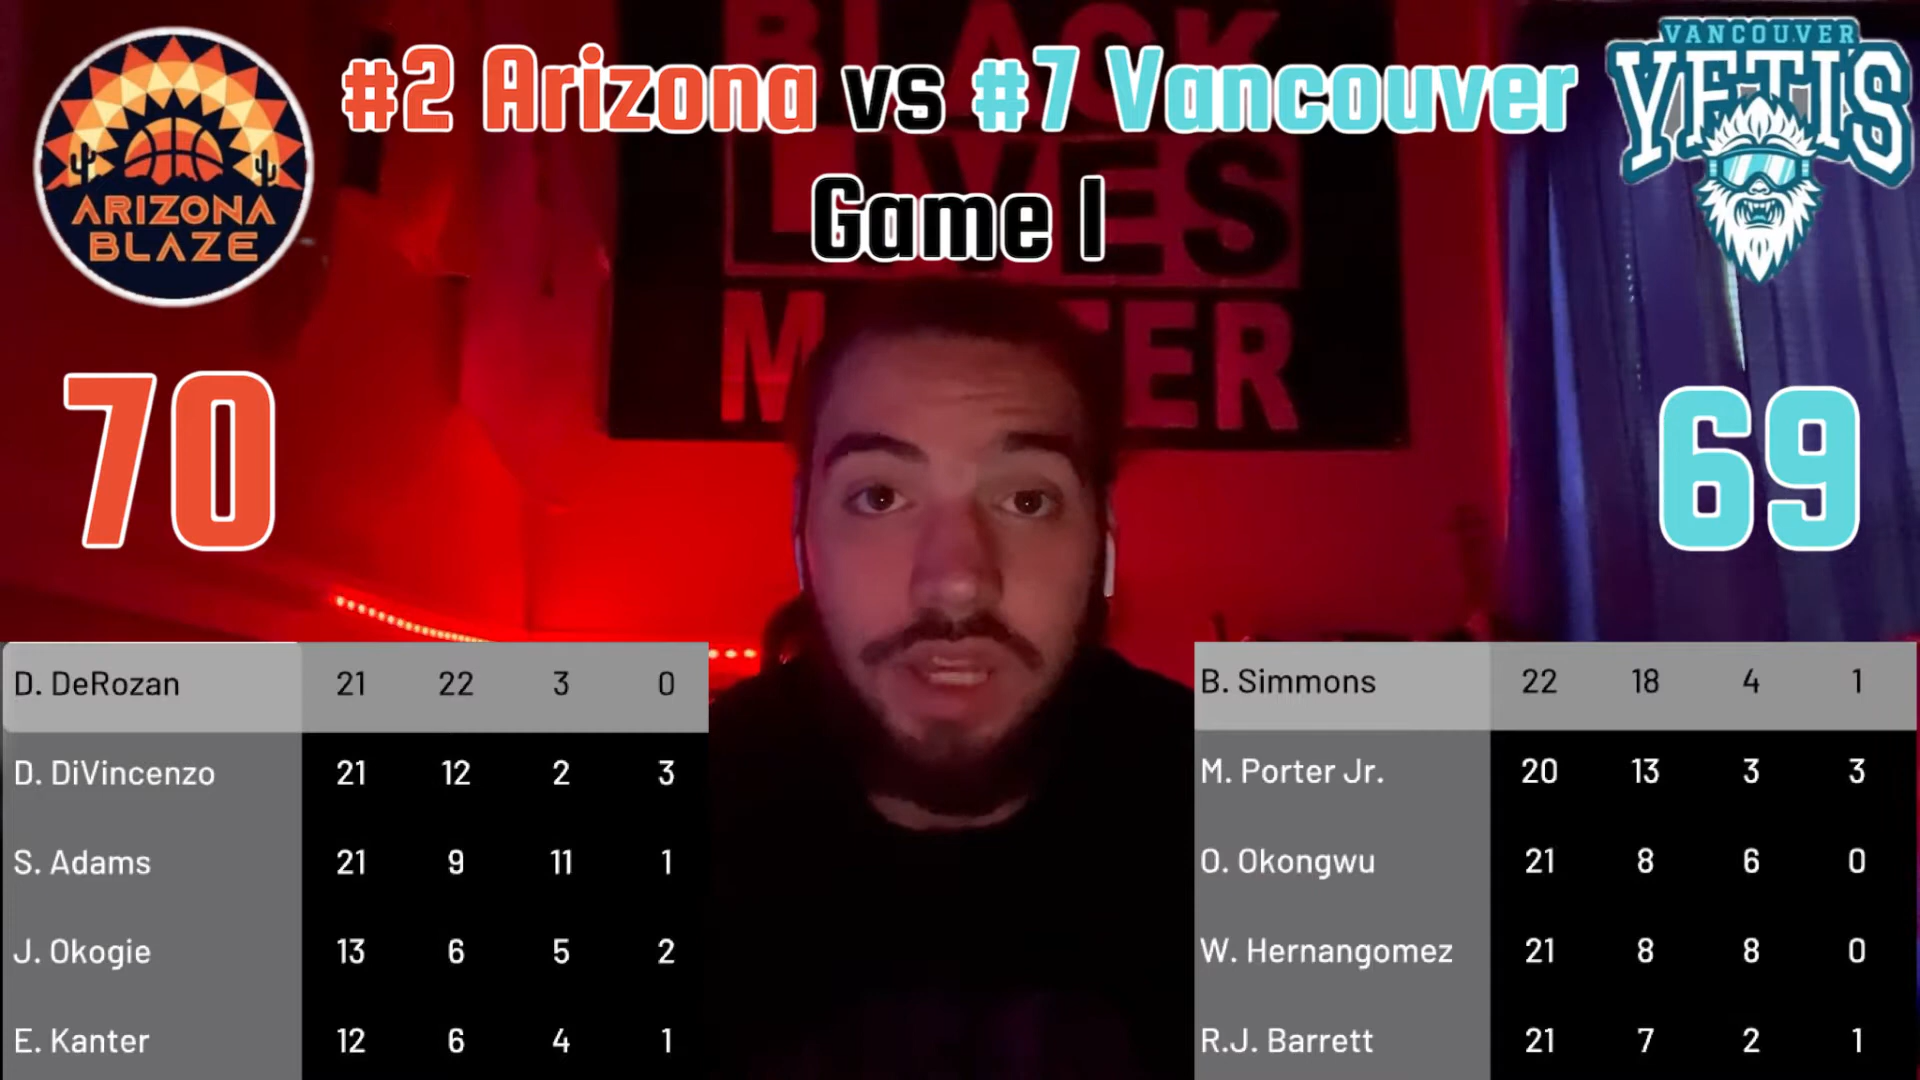 #2 Arizona vs #7 Vancouver
Game 1
ARIZONA
BLAZE
VANCOUVER
YETIS
BLACK
LIVES
MATTER
70
69
D. DeRozan 21 22 3 0
D. DiVincenzo 21 12 2 3
S. Adams 21 9 11 1
J. Okogie 13 6 5 2
E. Kanter 12 6 4 1
B. Simmons 22 18 4 1
M. Porter Jr. 20 13 3 3
O. Okongwu 21 8 6 0
W. Hernangomez 21 8 8 0
R.J. Barrett 21 7 2 1